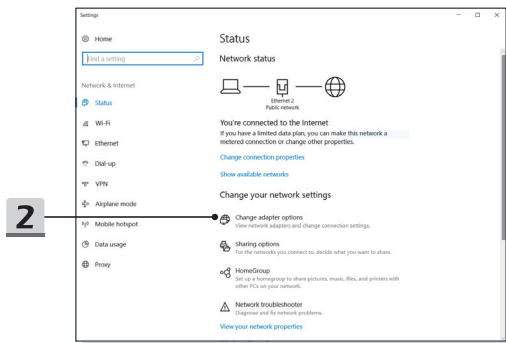 Settings
Home
Find a setting
Network & Internet
Status
Wi-Fi
Ethernet
Dial-up
VPN
Airplane mode
Mobile hotspot
Data usage
Proxy
2
Status
Network status
Ethernet 2
Public network
You're connected to the Internet
If you have a limited data plan, you can make this network a
metered connection or change other properties.
Change connection properties
Show available networks
Change your network settings
Change adapter options
View network adapters and change connection settings.
Sharing options
For the networks you connect to, decide what you want to share.
HomeGroup
Set up a homegroup to share pictures, music, files, and printers with
other PCs on your network.
Network troubleshooter
Diagnose and fix network problems.
View your network properties